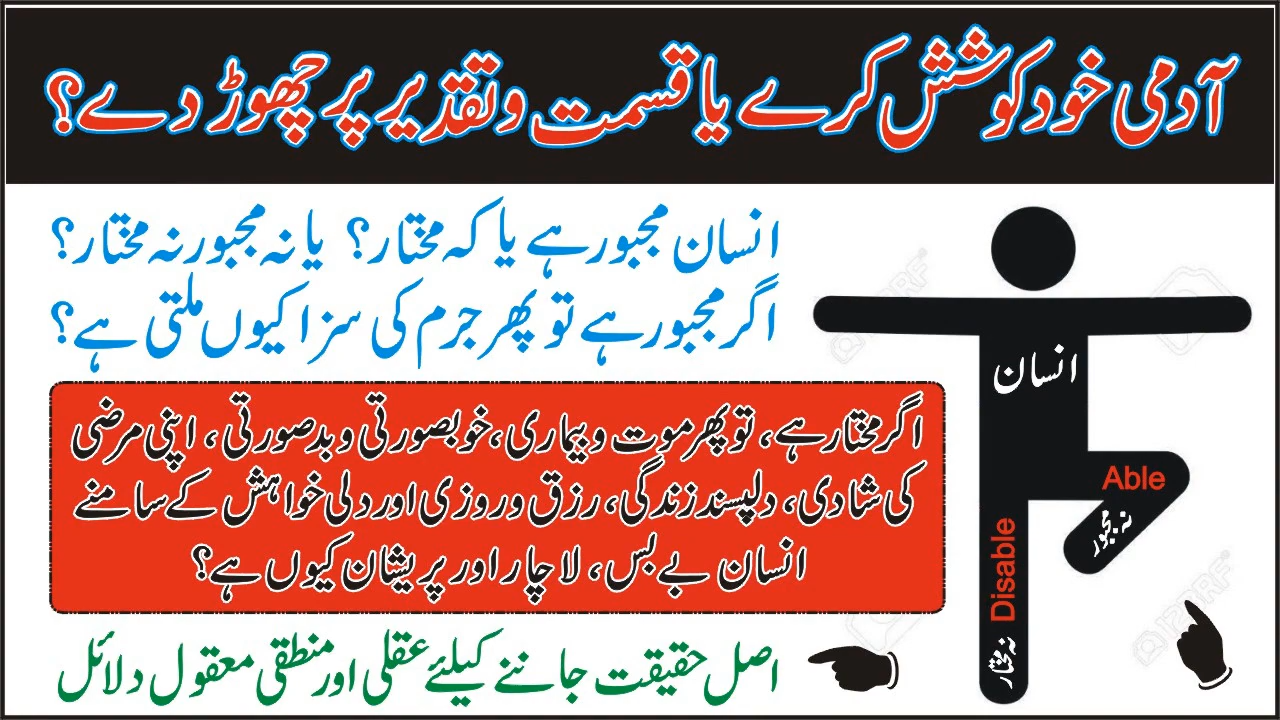 آدمی خود کوشش کرے یا قسمت و تقدیر پر چھوڑ دے؟
انسان مجبور ہے یا کہ مختار؟ یا نہ مجبور نہ مختار؟
اگر مجبور ہے تو پھر جرم کی سزا کیوں ملتی ہے؟
اگر مختار ہے، تو پھر موت و بیماری، خوبصورتی و بدصورتی، اپنی مرضی
کی شادی، دلپسند زندگی، رزق و روزی اور دلی خواہش کے سامنے
انسان بے بس، لاچار اور پریشان کیوں ہے؟
اصل حقیقت جاننے کیلئے عقلی اور منطقی معقول دلائل
انسان
Able
نہ مجبور
Disable
نہ مختار
123RF
123RF